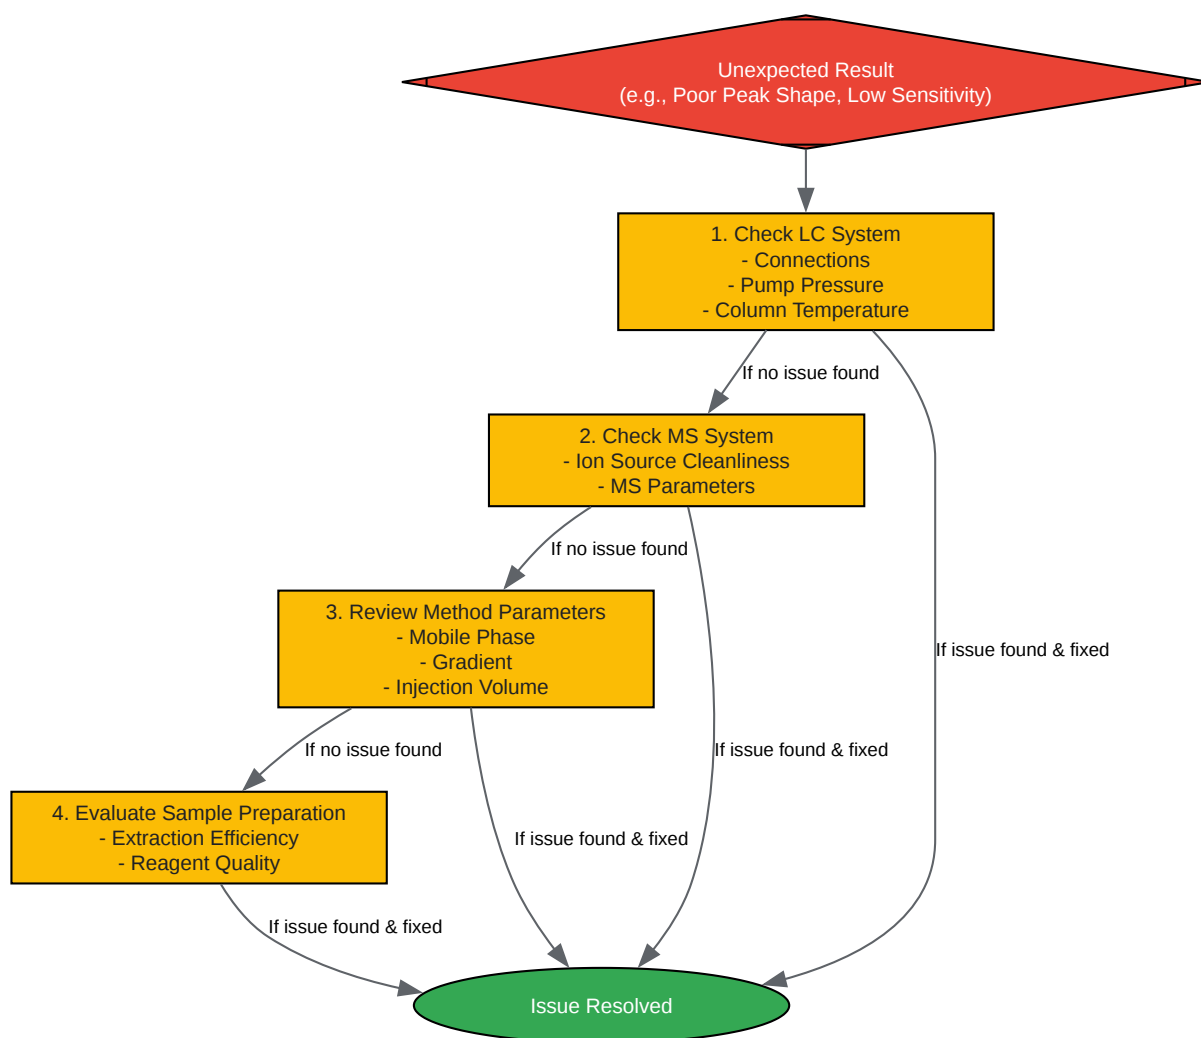 Unexpected Result
(e.g., Poor Peak Shape, Low Sensitivity)
1. Check LC System
- Connections
- Pump Pressure
- Column Temperature
If no issue found
2. Check MS System
- Ion Source Cleanliness
- MS Parameters
If no issue found
3. Review Method Parameters
- Mobile Phase
- Gradient
- Injection Volume
If issue found & fixed
If no issue found
If issue found & fixed
4. Evaluate Sample Preparation
- Extraction Efficiency
- Reagent Quality
If issue found & fixed
If issue found & fixed
Issue Resolved